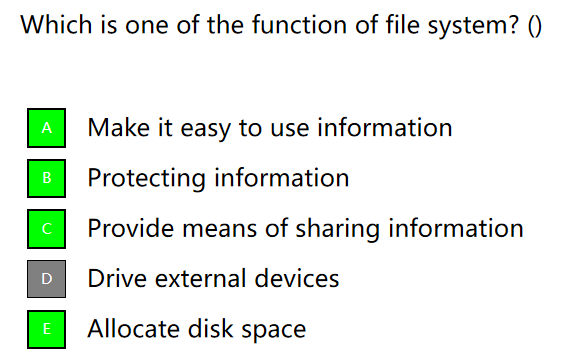 Which is one of the function of file system? ()
A Make it easy to use information
B Protecting information
C Provide means of sharing information
D Drive external devices
E Allocate disk space